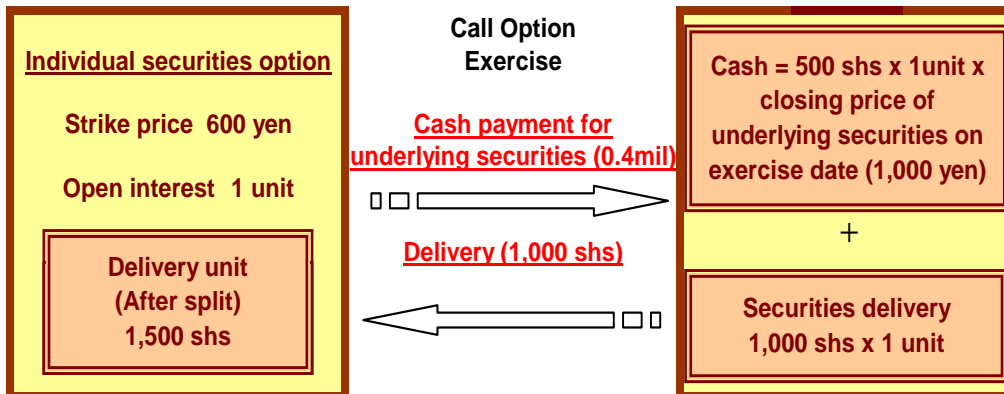 Individual securities option
Strike price 600 yen
Open interest 1 unit
Delivery unit
(After split)
1,500 shs
Call Option
Exercise
Cash payment for
underlying securities (0.4mil)
Delivery (1,000 shs)
Cash = 500 shs x 1unit x
closing price of
underlying securities on
exercise date (1,000 yen)
+
Securities delivery
1,000 shs x 1 unit